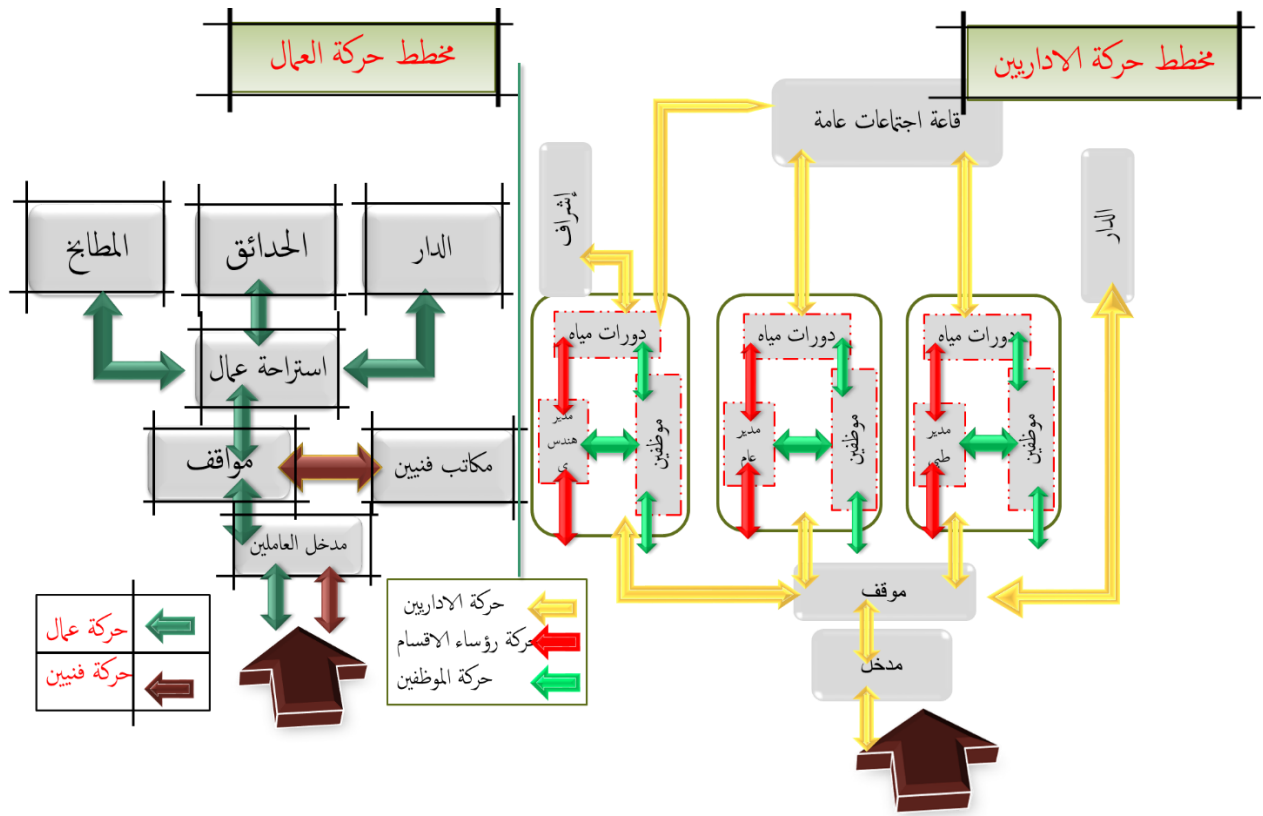 مخطط حركة الاداريين
قاعة اجتماعات عامة
الدار
إشراف
دورات مياه
مدير
طبي
موظفين
دورات مياه
مدير
عام
موظفين
دورات مياه
مدير
هندس
ي
موظفين
موقف
مدخل
حركة الاداريين
حركة رؤساء الاقسام
حركة الموظفين
مخطط حركة العمال
الدار
الحدائق
المطابخ
استراحة عمال
مواقف
مكاتب فنيين
مدخل العاملين
حركة عمال
حركة فنيين